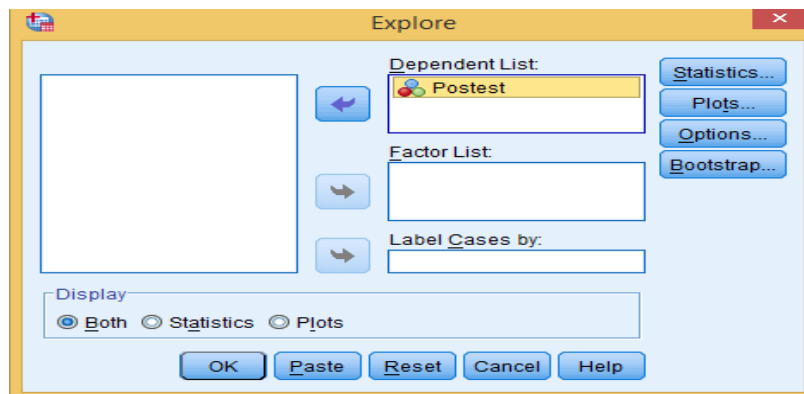 Explore
Dependent List:
Postest
Factor List:
Label Cases by:
Statistics...
Plots...
Options...
Bootstrap...
Display
Both Statistics Plots
OK Paste Reset Cancel Help